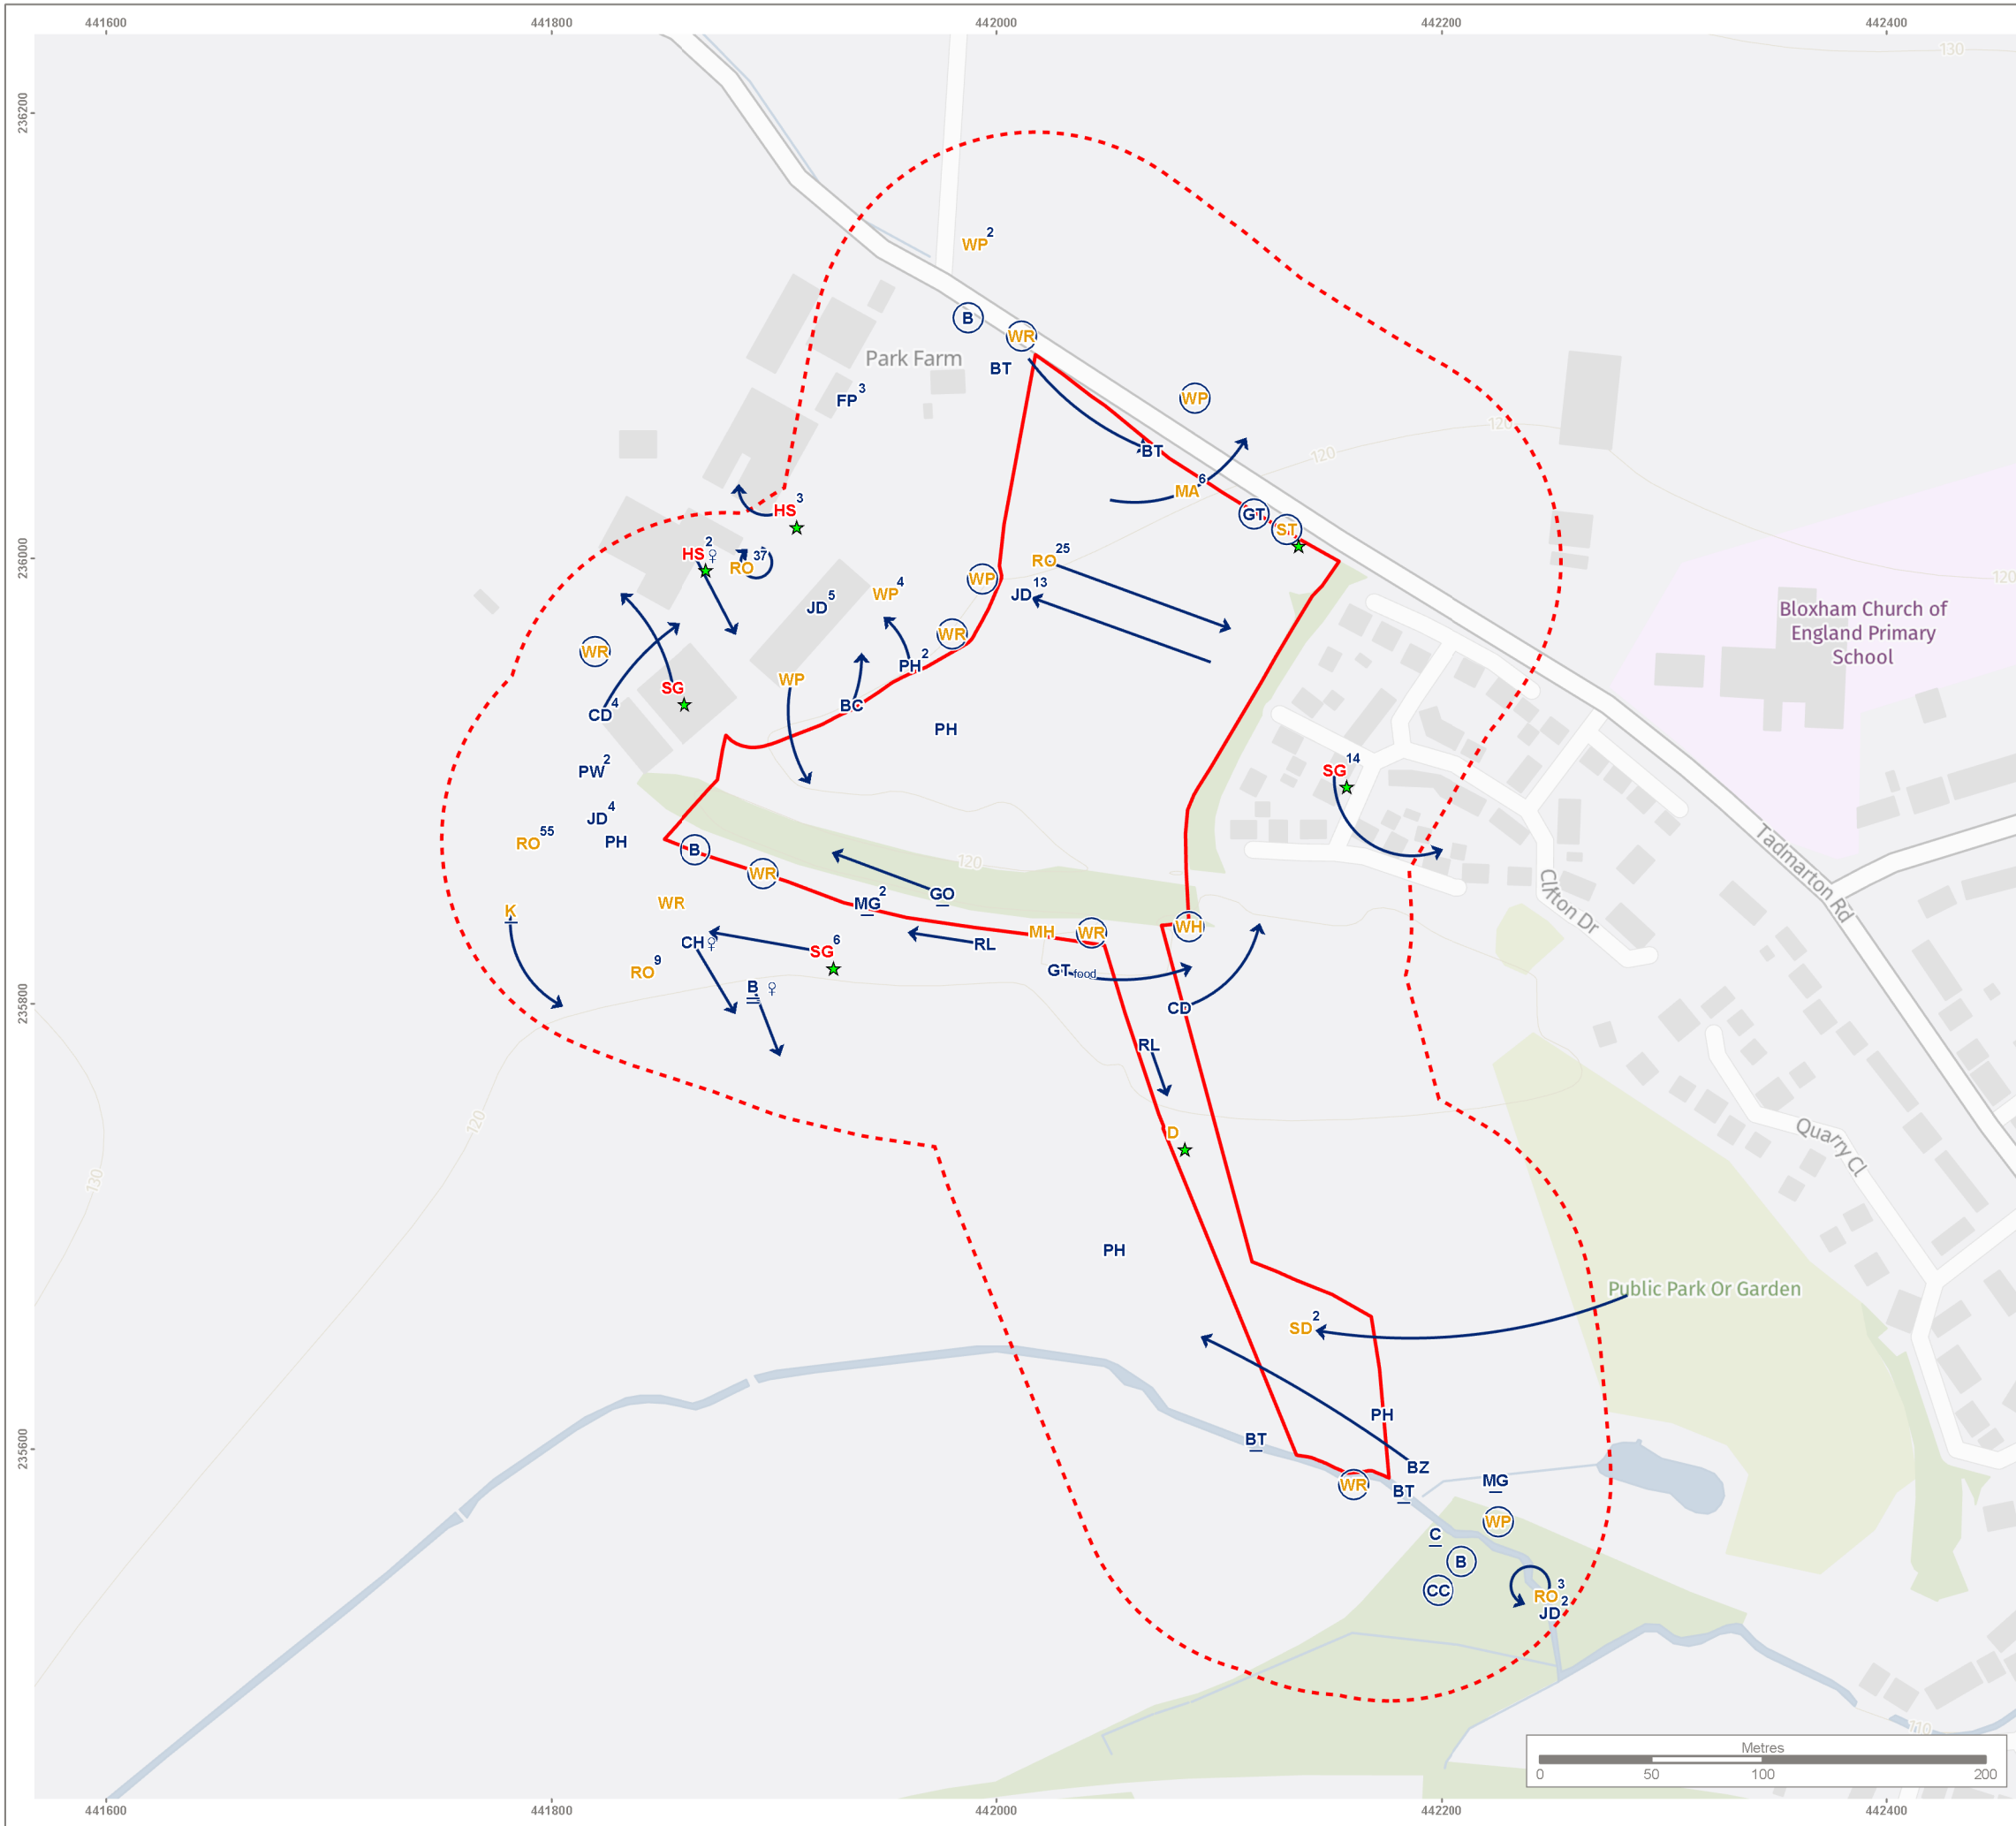 441600 441800 442000 442200 442400
130
236200
WP 2
B
WR
Park Farm
BT
WP
FP 3
BT
120
120
MA 6
HS 3
GT
ST
236000
HS 2 ♀
RO 37
RO 25
120
WP
WP 4
JD 13
JD 5
Bloxham Church of
England Primary
School
WR
WR
PH 2
WP
SG
BC
CD 4
PH
PW 2
SG 14
JD 4
RO 55
PH
B
Tadmarton Rd
120
WR
GO
MG 2
WR
K
Clifton Dr
WH
MH
WR
CH♀
RL
SG 6
RO 9
GT food
B ♀
235800
CD
RL
120
D
Quarry Cl
130
PH
Public Park Or Garden
SD 2
PH
BT
235600
BZ
WR
BT
MG
WP
C
B
CC
RO 3
JD 2
110
Metres
0 50 100 200
441600 441800 442000 442200 442400